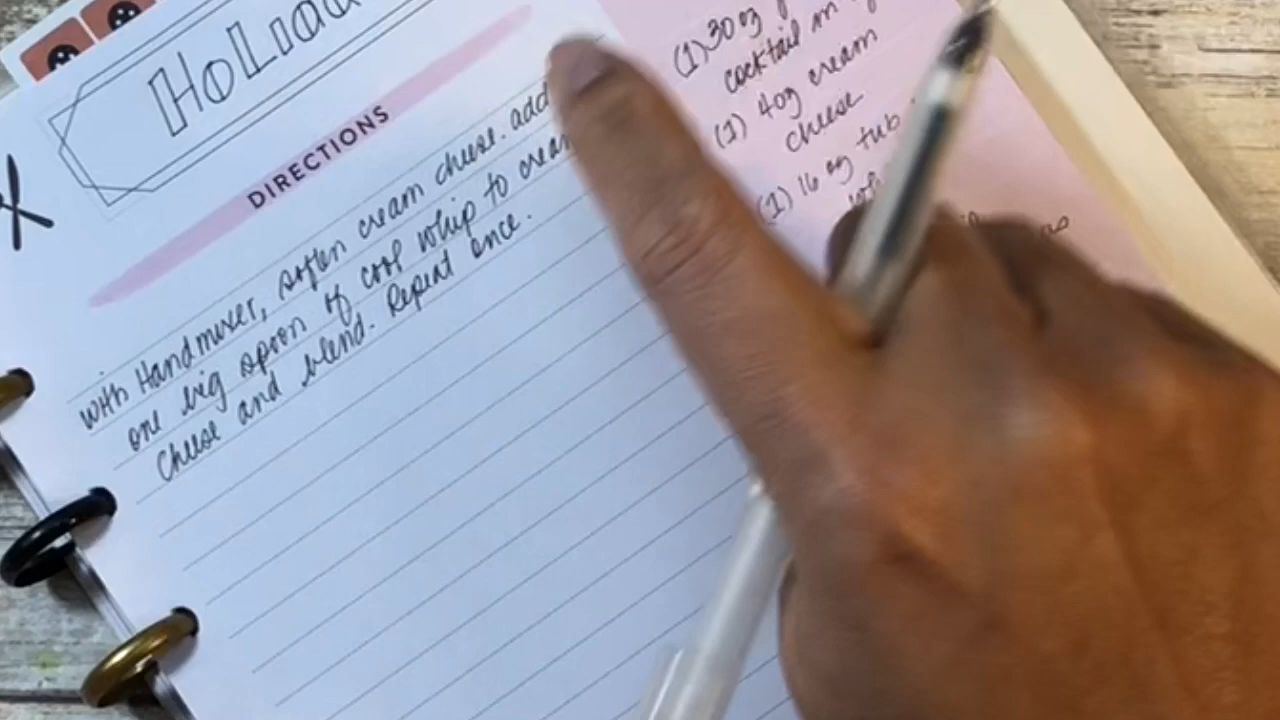 HOLIDA
DIRECTIONS
with Handmixer, soften cream cheese. add
one big spoon of cool whip to cream
cheese and blend. Repeat once.
(1) 30 oz
cocktail in
(1) 40z cream
cheese
(1) 16 oz tub